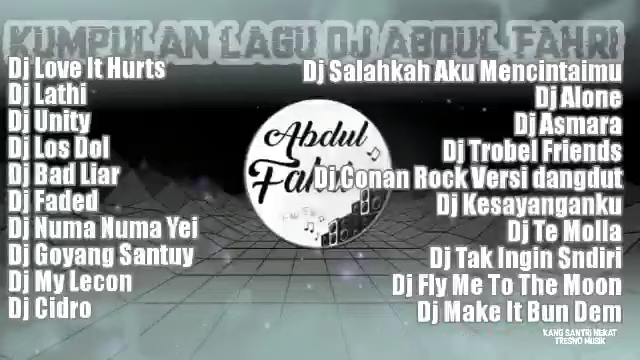 KUMPULAN LAGU DJ ABDUL FAHRI
Dj Love It Hurts
Dj Lathi
Dj Unity
Dj Los Dol
Dj Bad Liar
Dj Faded
Dj Numa Numa Yei
Dj Goyang Santuy
Dj My Lecon
Dj Cidro
Abdul
Dj Salahkah Aku Mencintaimu
Dj Alone
Dj Asmara
Dj Trobel Friends
Dj Conan Rock Versi dangdut
Dj Kesayanganku
Dj Te Molla
Dj Tak Ingin Sndiri
Dj Fly Me To The Moon
Dj Make It Bun Dem
KANG SANTRI NEKAT
TRESNO MUSIK